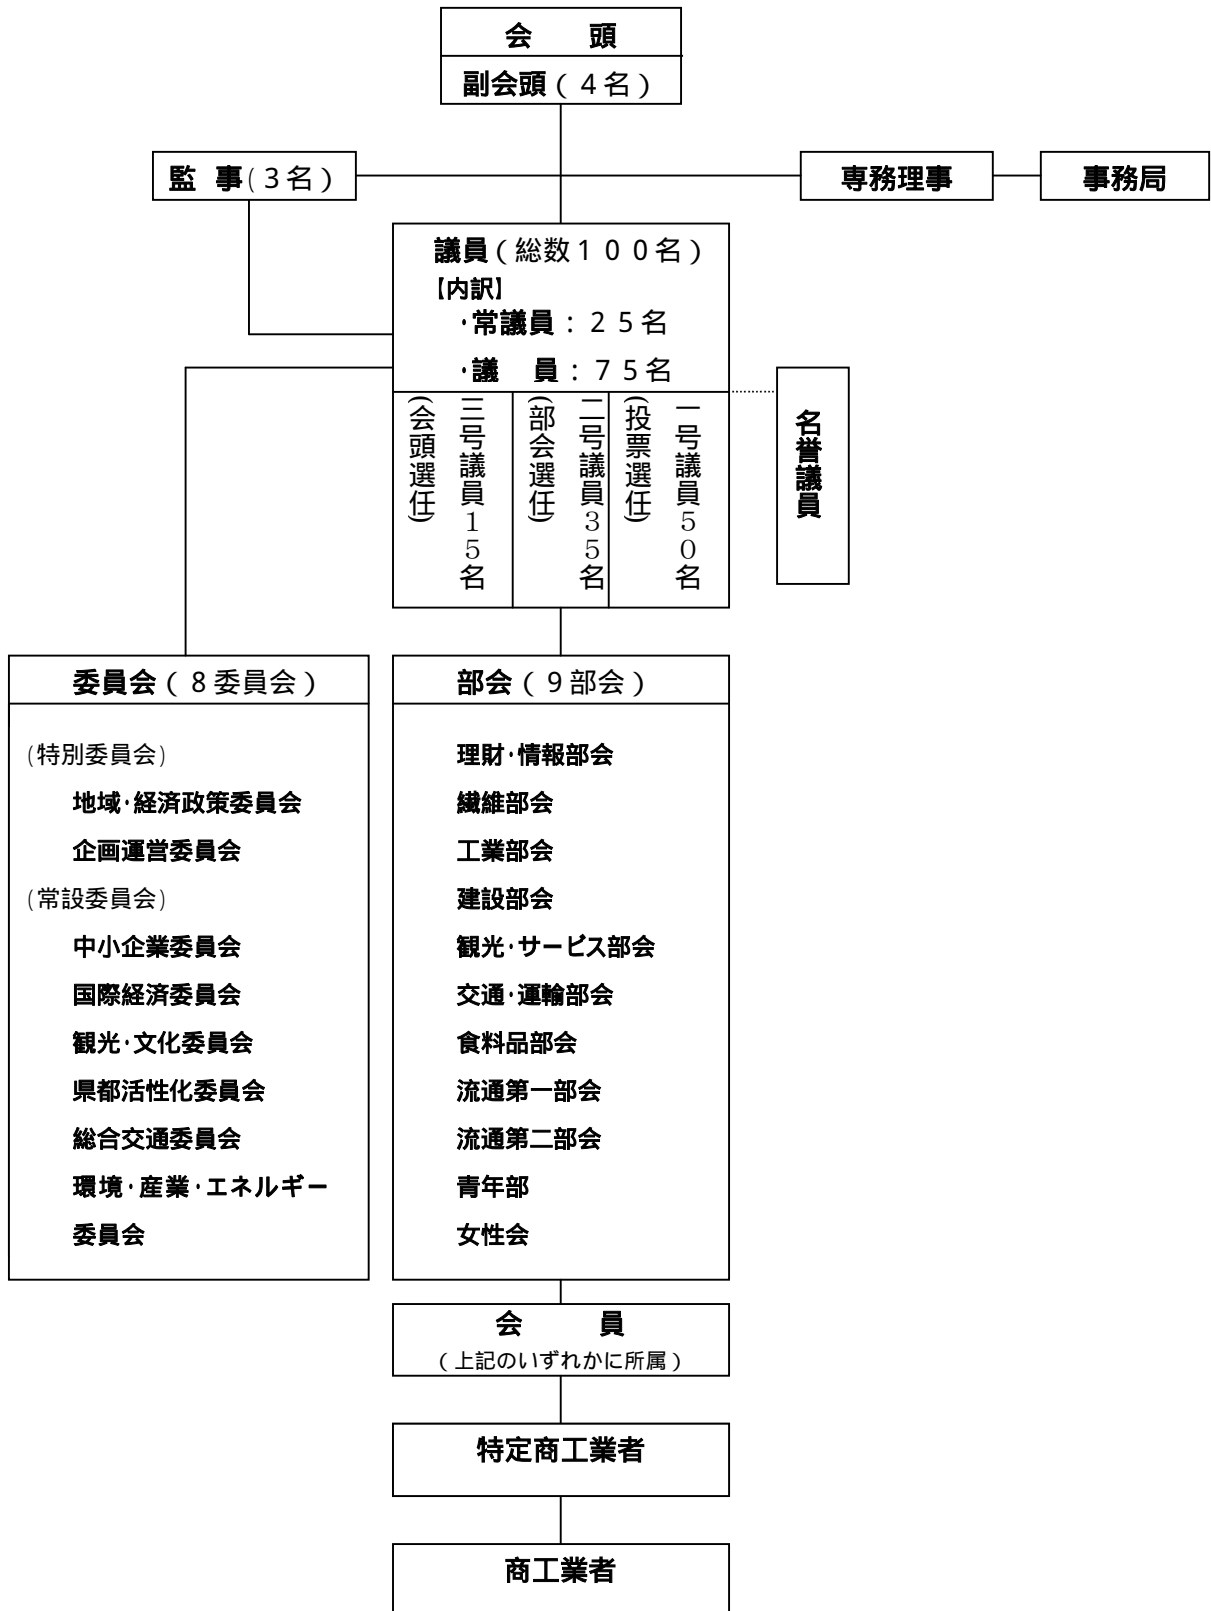 会　頭
副会頭（４名）
監 事(３名）
専務理事
事務局
議員（総数１００名）
【内訳】
・常議員：２５名
・議　員：７５名
一号議員５０名
(投票選任)
二号議員３５名
(部会選任)
三号議員１５名
(会頭選任)
名誉議員
委員会（８委員会）
(特別委員会)
地域・経済政策委員会
企画運営委員会
(常設委員会)
中小企業委員会
国際経済委員会
観光・文化委員会
県都活性化委員会
総合交通委員会
環境・産業・エネルギー
委員会
部会（９部会）
理財・情報部会
繊維部会
工業部会
建設部会
観光・サービス部会
交通・運輸部会
食料品部会
流通第一部会
流通第二部会
青年部
女性会
会　員
（上記のいずれかに所属）
特定商工業者
商工業者